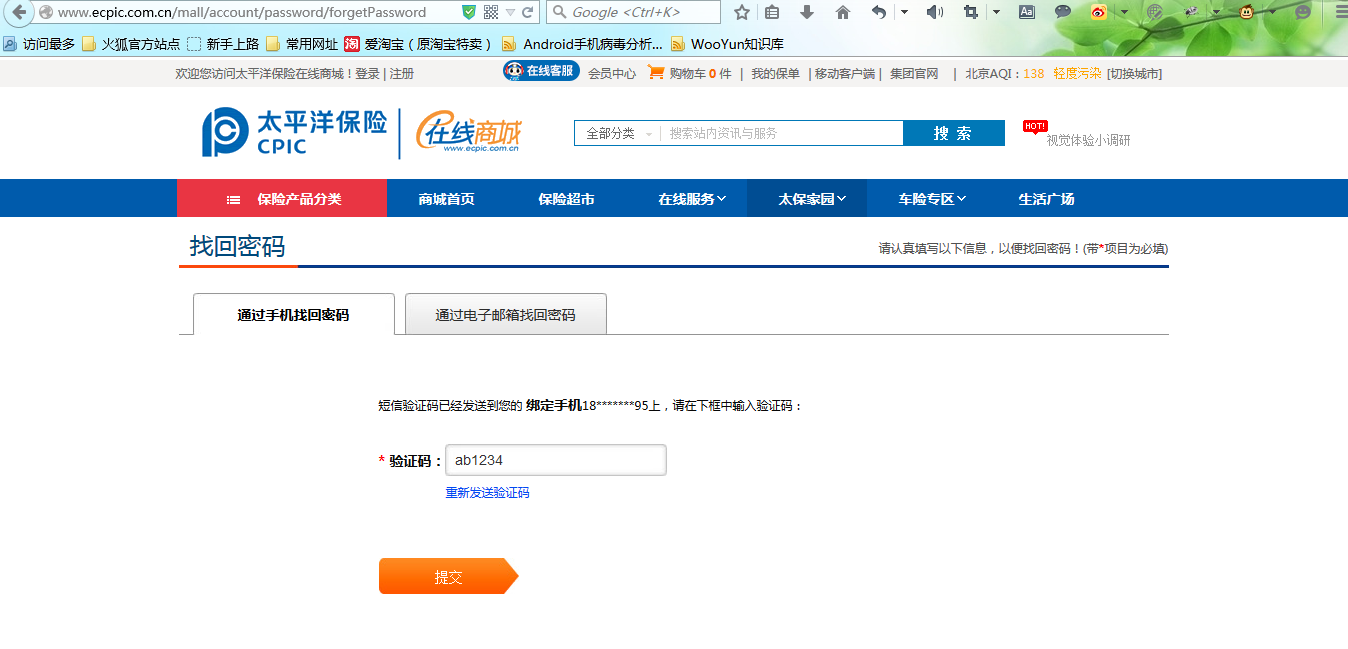 www.ecpic.com.cn/mall/account/password/forgetPassword Google <Ctrl+K>
访问最多 火狐官方站点 新手上路 常用网址 淘 爱淘宝（原淘宝特卖） Android手机病毒分析... WooYun知识库
欢迎您访问太平洋保险在线商城！登录 | 注册 在线客服 会员中心 购物车 0 件 | 我的保单 | 移动客户端 | 集团官网 | 北京AQI：138 轻度污染 [切换城市]
太平洋保险
CPIC
在线商城
www.ecpic.com.cn
全部分类 搜索站内资讯与服务 搜 索 HOT! 视觉体验小调研
保险产品分类 商城首页 保险超市 在线服务 太保家园 车险专区 生活广场
找回密码 请认真填写以下信息，以便找回密码！(带*项目为必填)
通过手机找回密码 通过电子邮箱找回密码
短信验证码已经发送到您的 绑定手机18*******95上，请在下框中输入验证码：
* 验证码： ab1234
重新发送验证码
提交